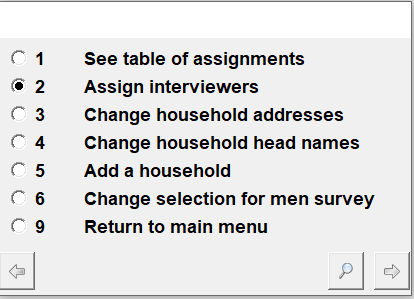 1 See table of assignments
2 Assign interviewers
3 Change household addresses
4 Change household head names
5 Add a household
6 Change selection for men survey
9 Return to main menu